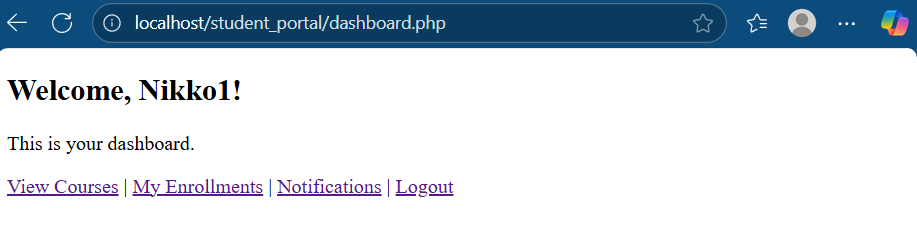 localhost/student_portal/dashboard.php
Welcome, Nikko1!
This is your dashboard.
View Courses | My Enrollments | Notifications | Logout